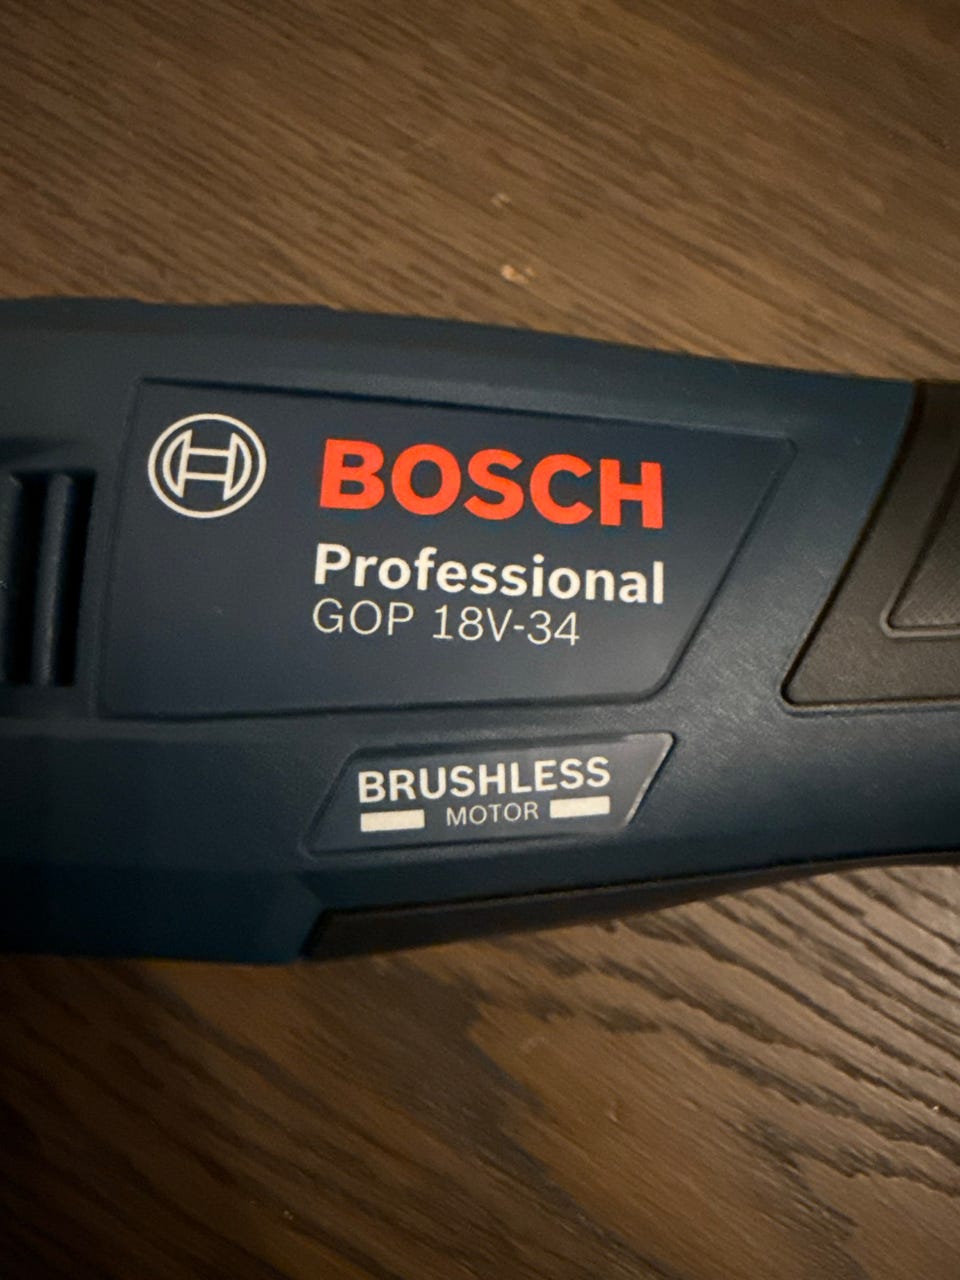 BOSCH
Professional
GOP 18V-34
BRUSHLESS
MOTOR